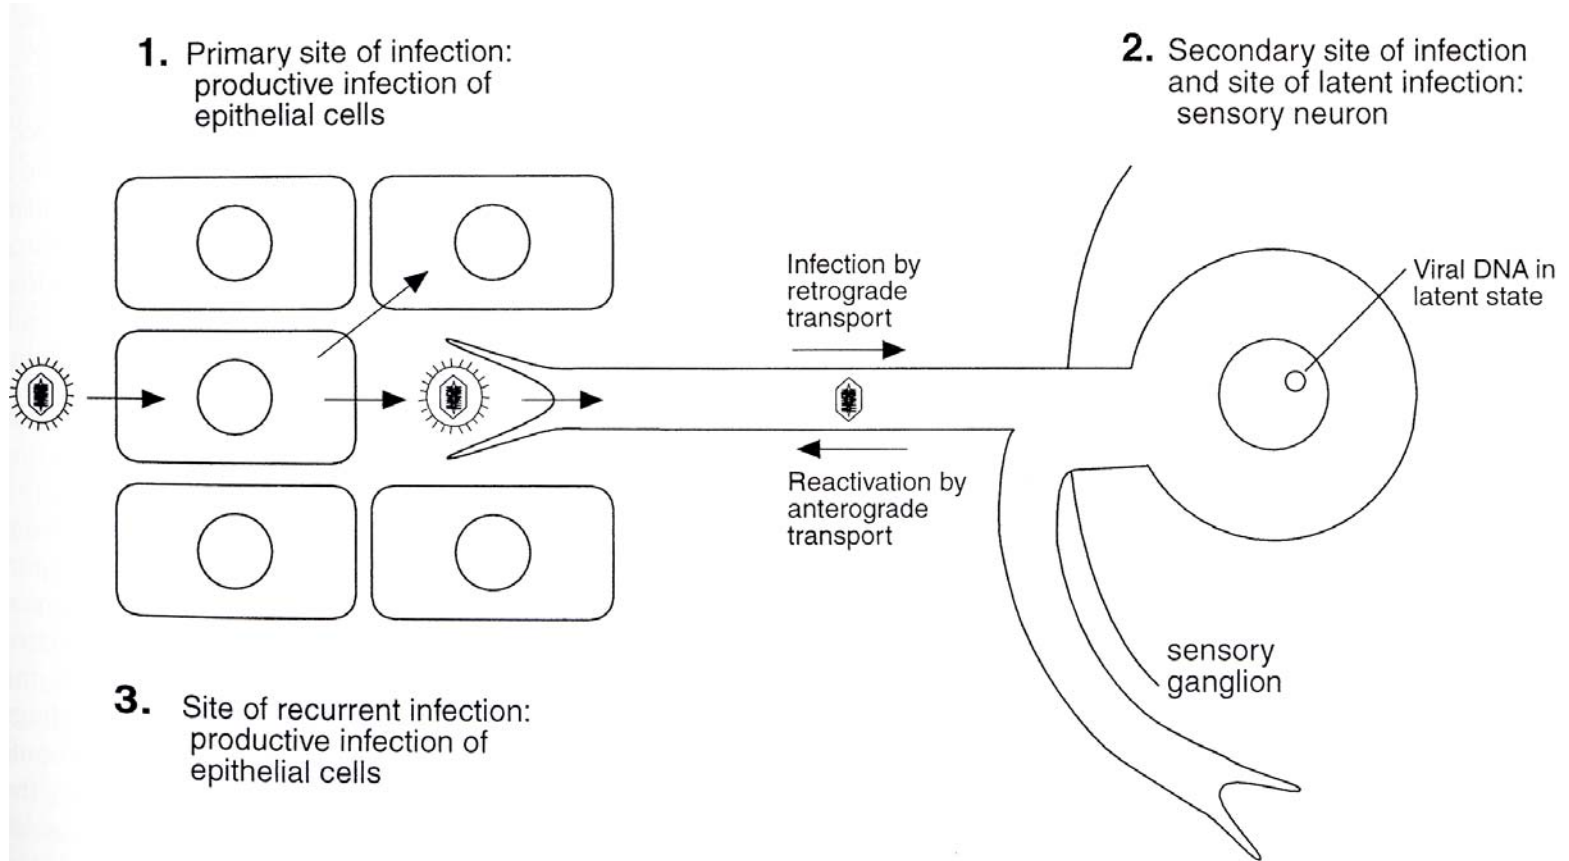 1. Primary site of infection:
productive infection of
epithelial cells
2. Secondary site of infection
and site of latent infection:
sensory neuron
Infection by
retrograde
transport
Viral DNA in
latent state
Reactivation by
anterograde
transport
sensory
ganglion
3. Site of recurrent infection:
productive infection of
epithelial cells